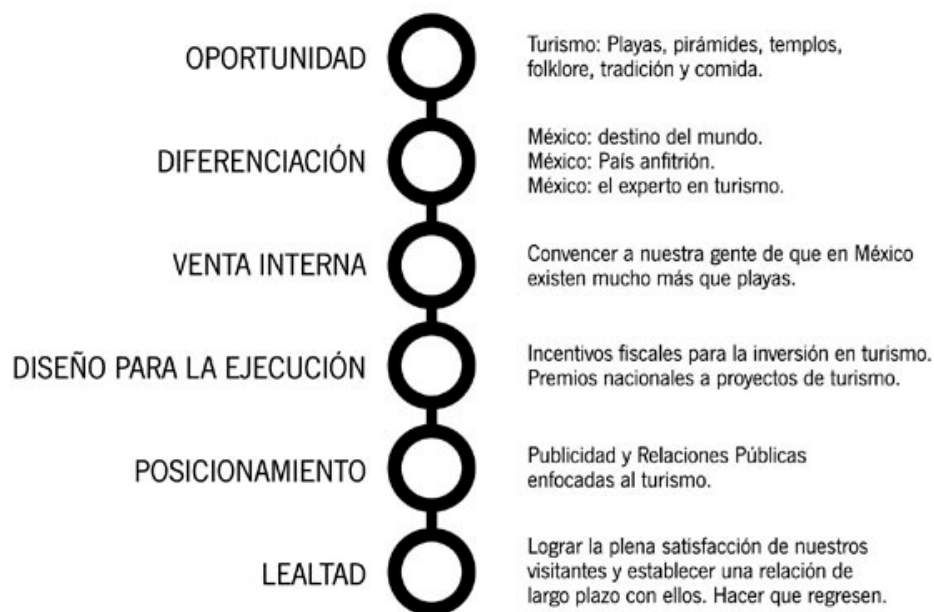 OPORTUNIDAD
Turismo: Playas, pirámides, templos,
folklore, tradición y comida.
DIFERENCIACIÓN
México: destino del mundo.
México: País anfitrión.
México: el experto en turismo.
VENTA INTERNA
Convencer a nuestra gente de que en México
existen mucho más que playas.
DISEÑO PARA LA EJECUCIÓN
Incentivos fiscales para la inversión en turismo.
Premios nacionales a proyectos de turismo.
POSICIONAMIENTO
Publicidad y Relaciones Públicas
enfocadas al turismo.
LEALTAD
Lograr la plena satisfacción de nuestros
visitantes y establecer una relación de
largo plazo con ellos. Hacer que regresen.